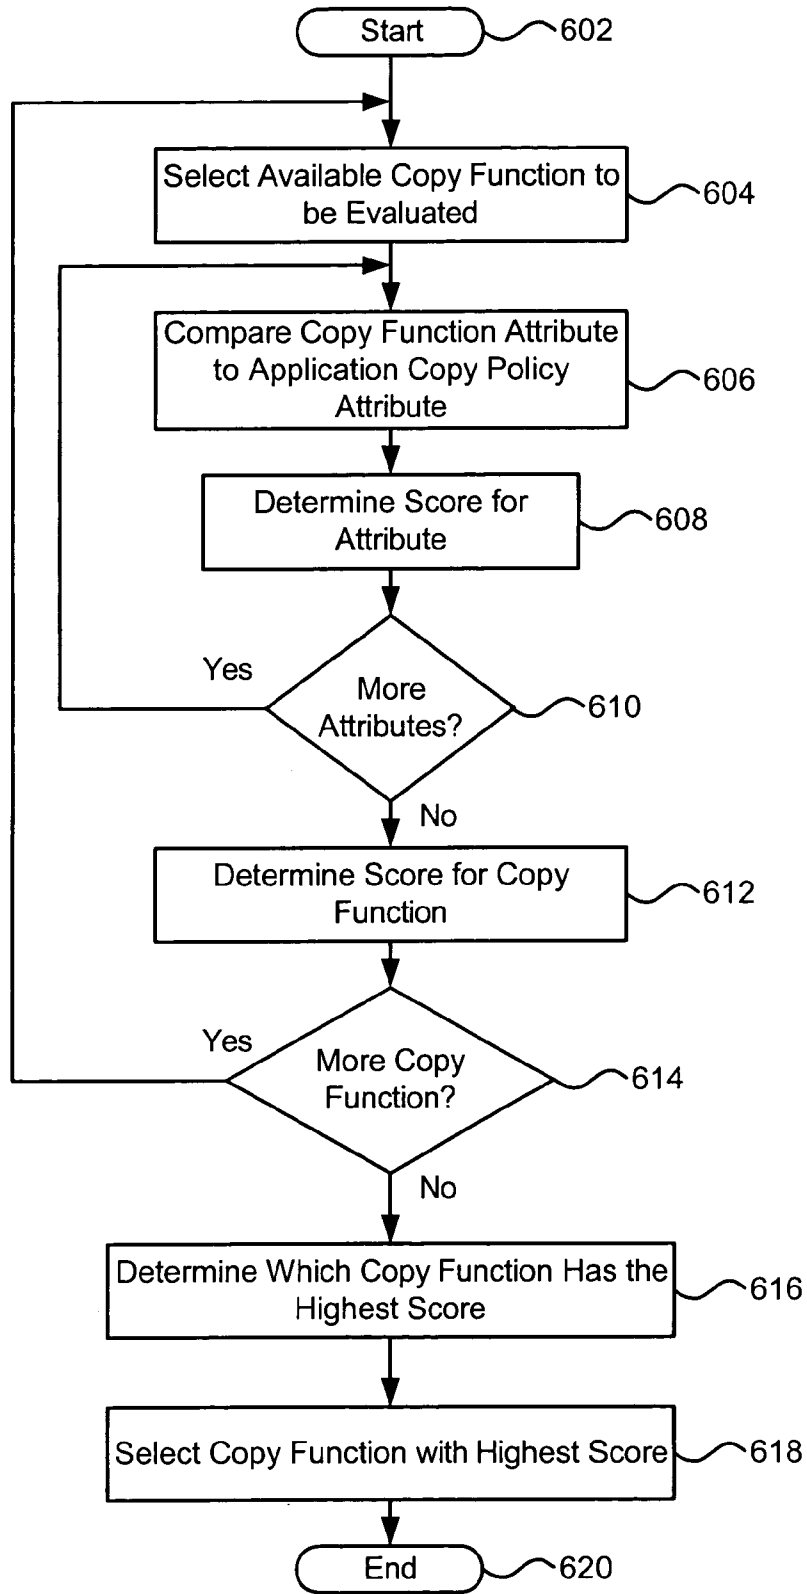 Start
602
Select Available Copy Function to
be Evaluated
604
Compare Copy Function Attribute
to Application Copy Policy
Attribute
606
Determine Score for
Attribute
608
Yes
More
Attributes?
610
No
Determine Score for Copy
Function
612
Yes
More Copy
Function?
614
No
Determine Which Copy Function Has the
Highest Score
616
Select Copy Function with Highest Score
618
End
620